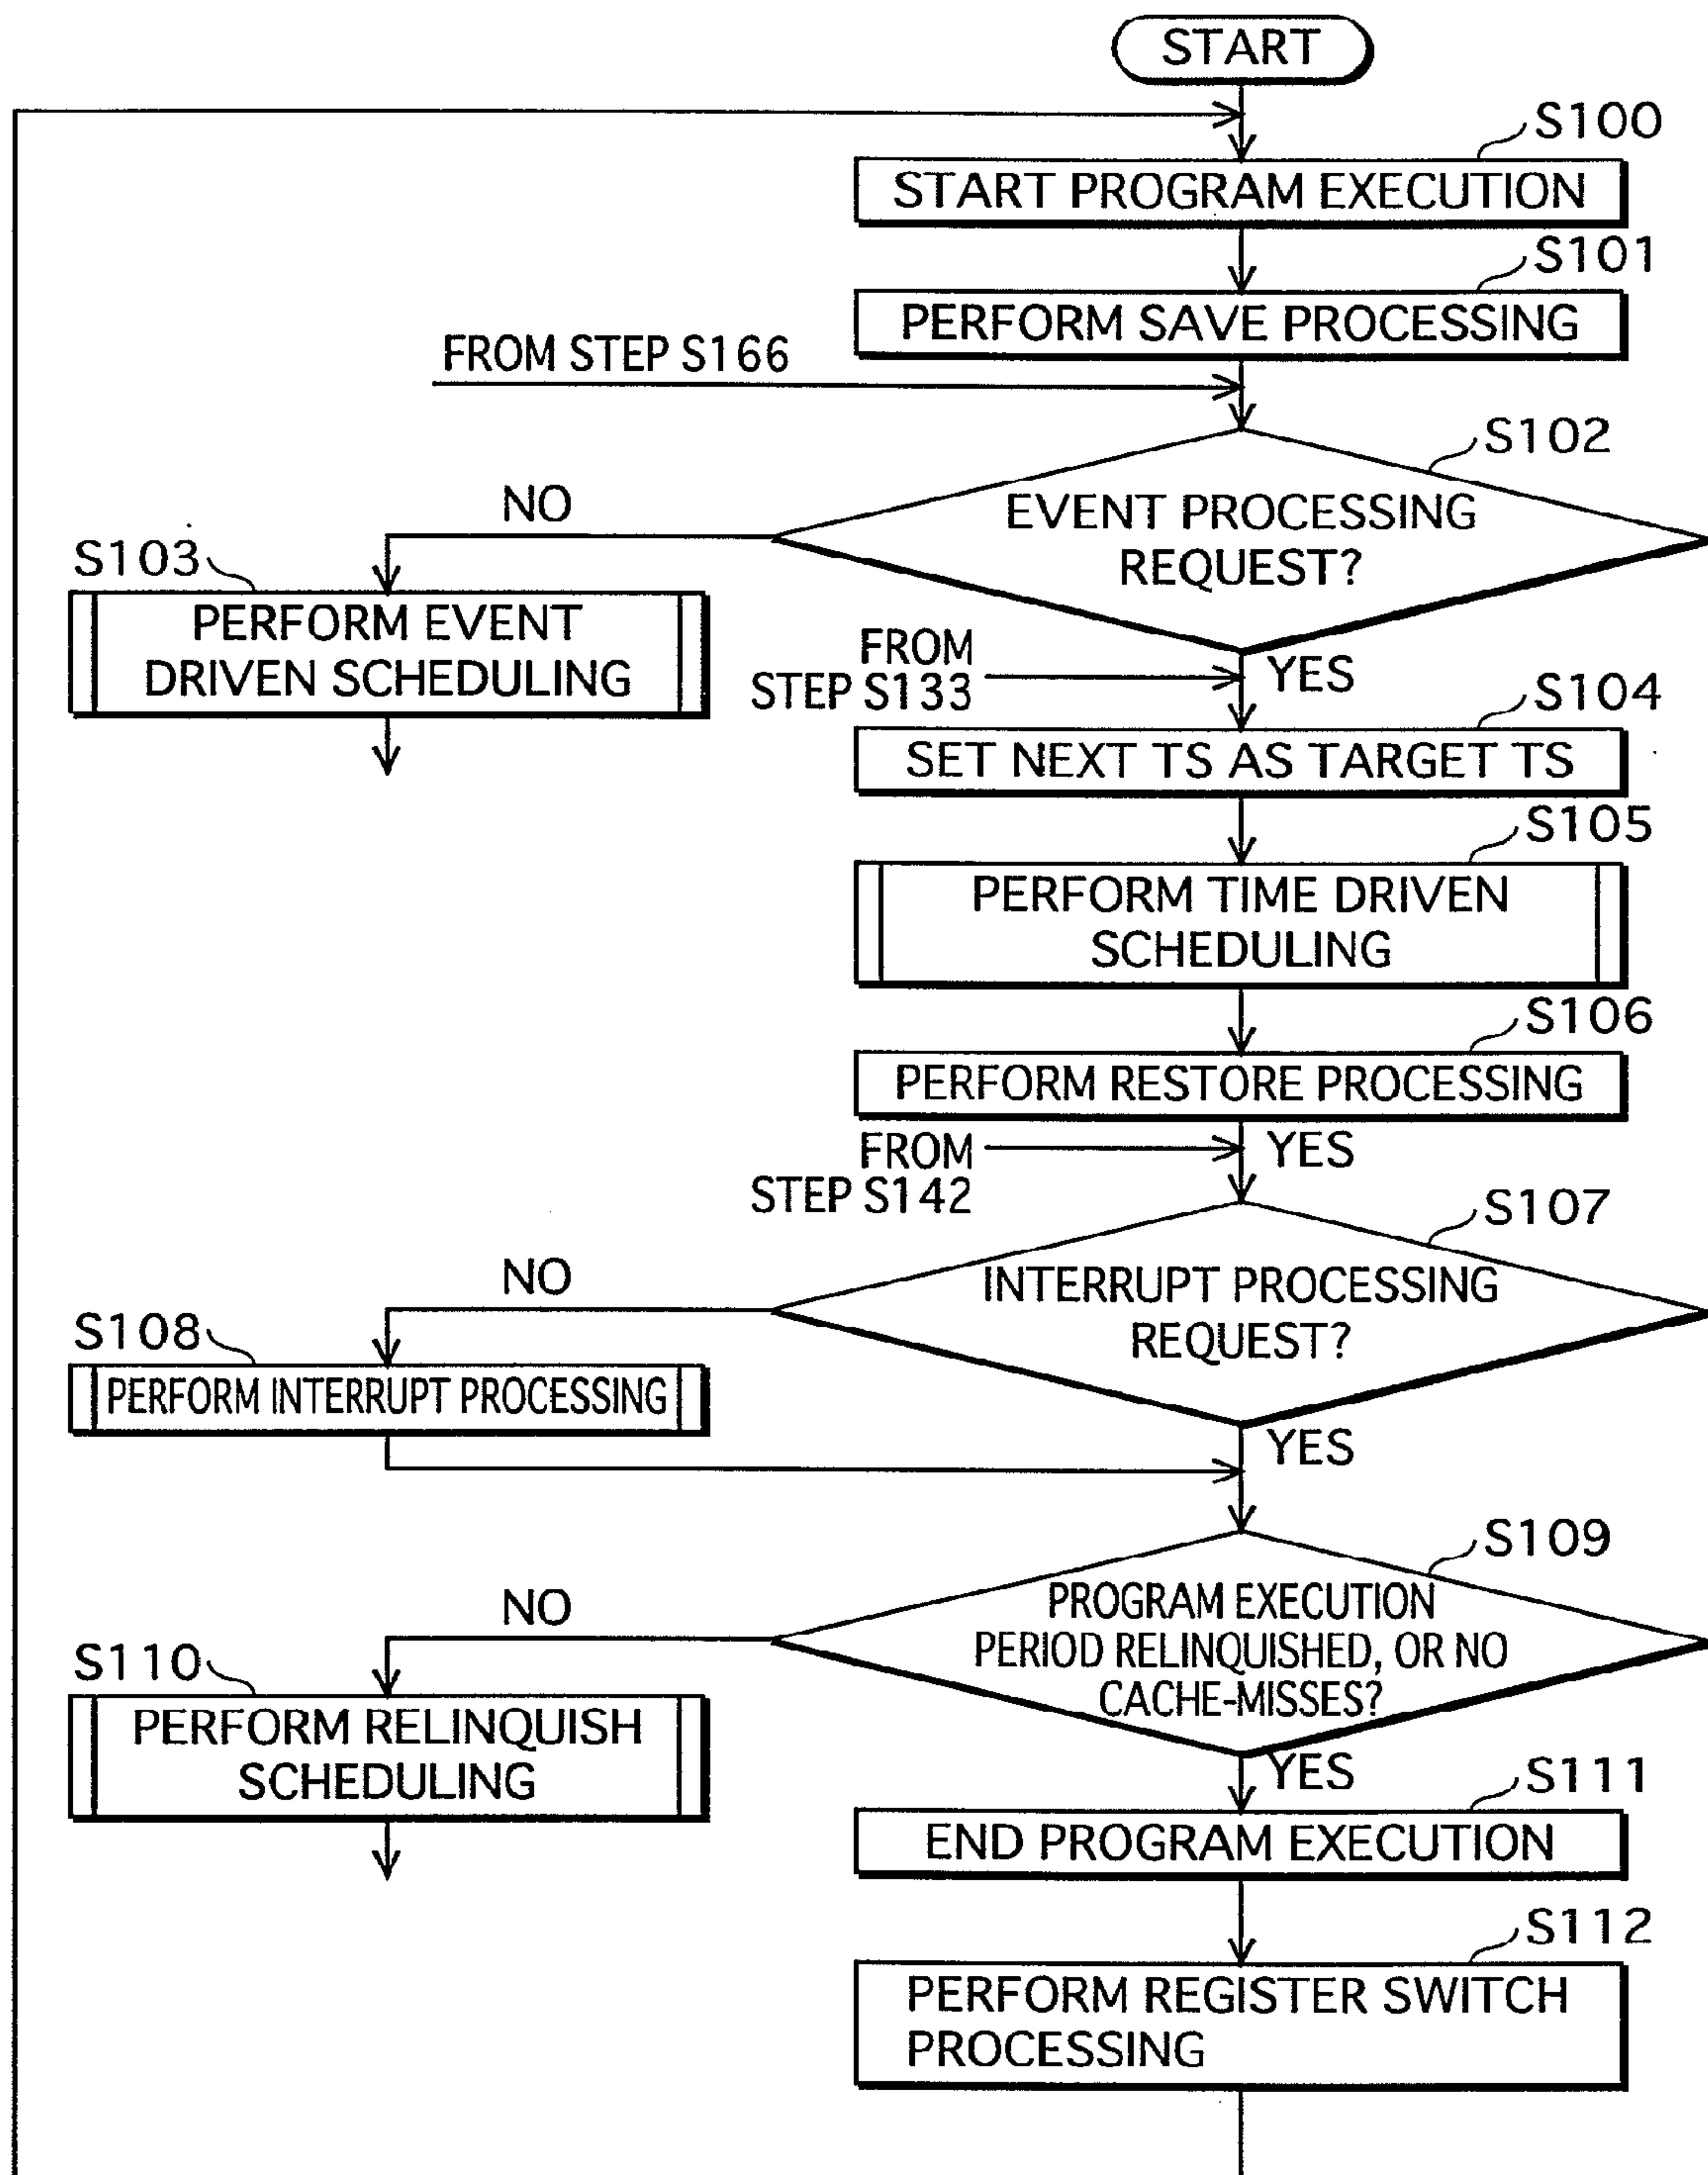 START
S100
START PROGRAM EXECUTION
S101
PERFORM SAVE PROCESSING
FROM STEP S166
S102
EVENT PROCESSING
REQUEST?
NO
S103
PERFORM EVENT
DRIVEN SCHEDULING
FROM
STEP S133
YES
S104
SET NEXT TS AS TARGET TS
S105
PERFORM TIME DRIVEN
SCHEDULING
S106
PERFORM RESTORE PROCESSING
FROM
STEP S142
YES
S107
INTERRUPT PROCESSING
REQUEST?
NO
S108
PERFORM INTERRUPT PROCESSING
YES
S109
PROGRAM EXECUTION
PERIOD RELINQUISHED, OR NO
CACHE-MISSES?
NO
S110
PERFORM RELINQUISH
SCHEDULING
YES
S111
END PROGRAM EXECUTION
S112
PERFORM REGISTER SWITCH
PROCESSING